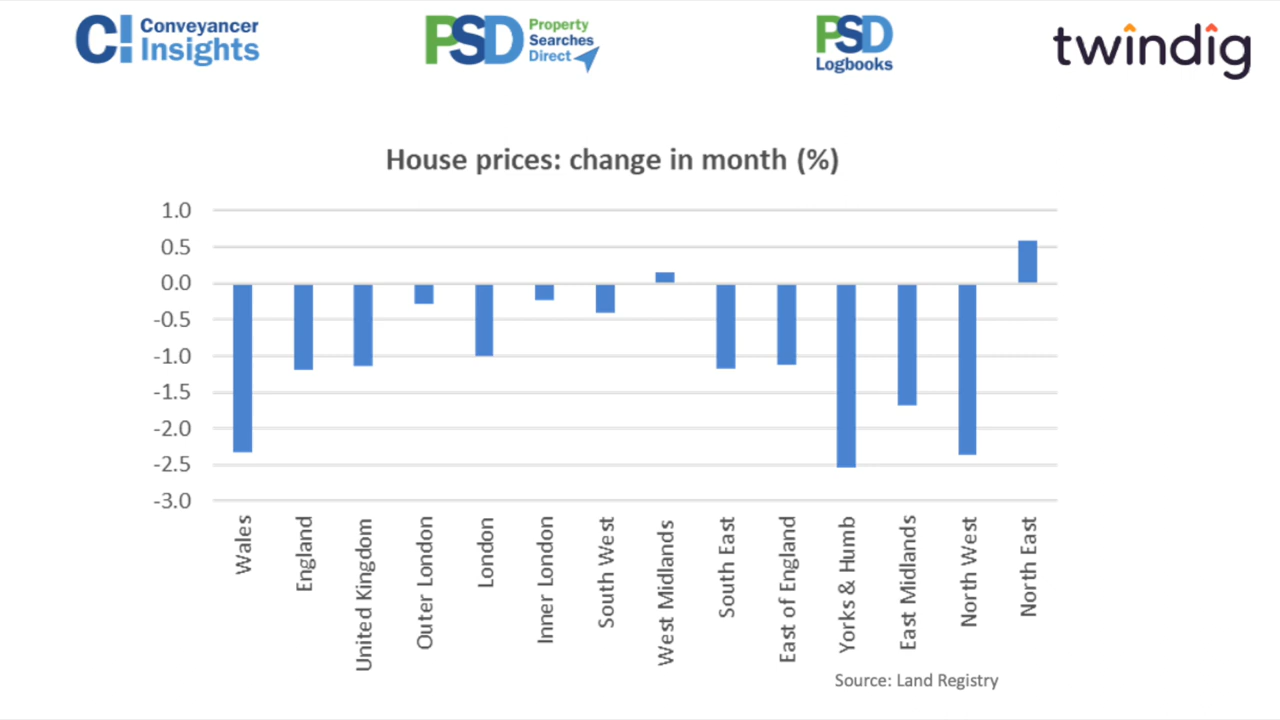 Conveyancer
CI Insights
PSD Property
Searches
Direct
PSD
Logbooks
twindig
House prices: change in month (%)
1.0
0.5
0.0
-0.5
-1.0
-1.5
-2.0
-2.5
-3.0
Wales
England
United Kingdom
Outer London
London
Inner London
South West
West Midlands
South East
East of England
Yorks & Humb
East Midlands
North West
North East
Source: Land Registry